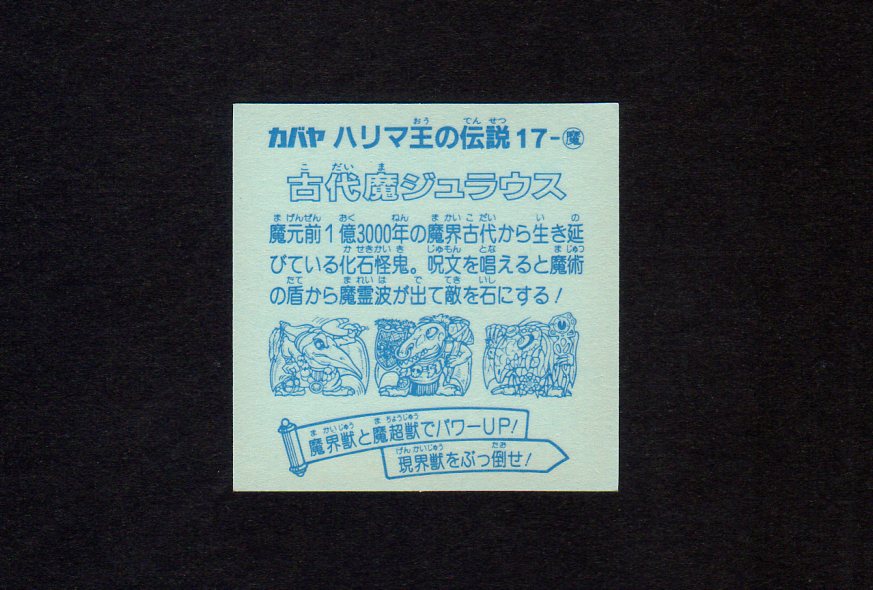 カバヤ ハリマ王の伝説 17-魔
古代魔ジュラウス
魔元前1億3000年の魔界古代から生き延
びている化石怪鬼。呪文を唱えると魔術
の盾から魔霊波が出て敵を石にする!
魔界獣と魔超獣でパワーUP!
現界獣をぶっ倒せ!